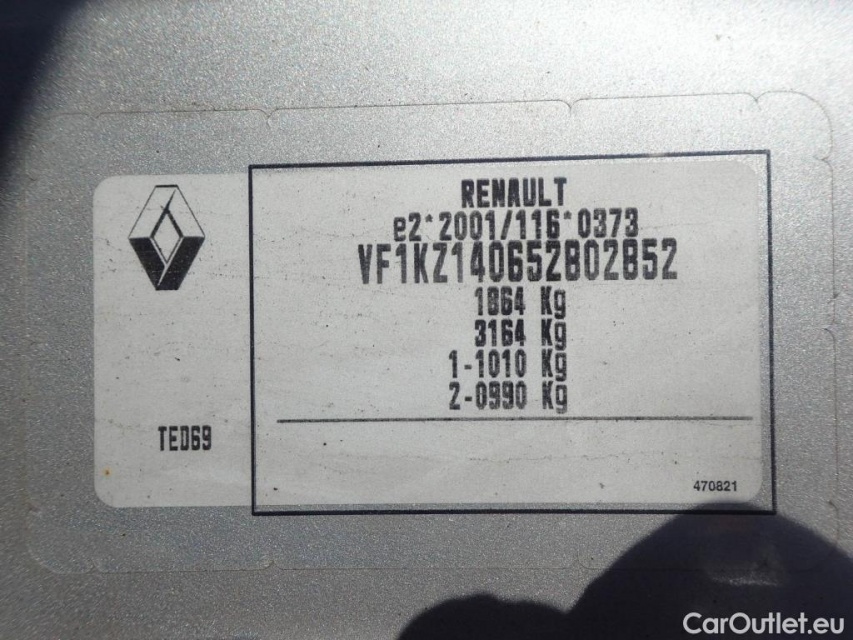 RENAULT
e2*2001/116*0373
VF1KZ140652802852
1864 Kg
3164 Kg
1-1010 Kg
2-0990 Kg
TED69
470821
CarOutlet.eu